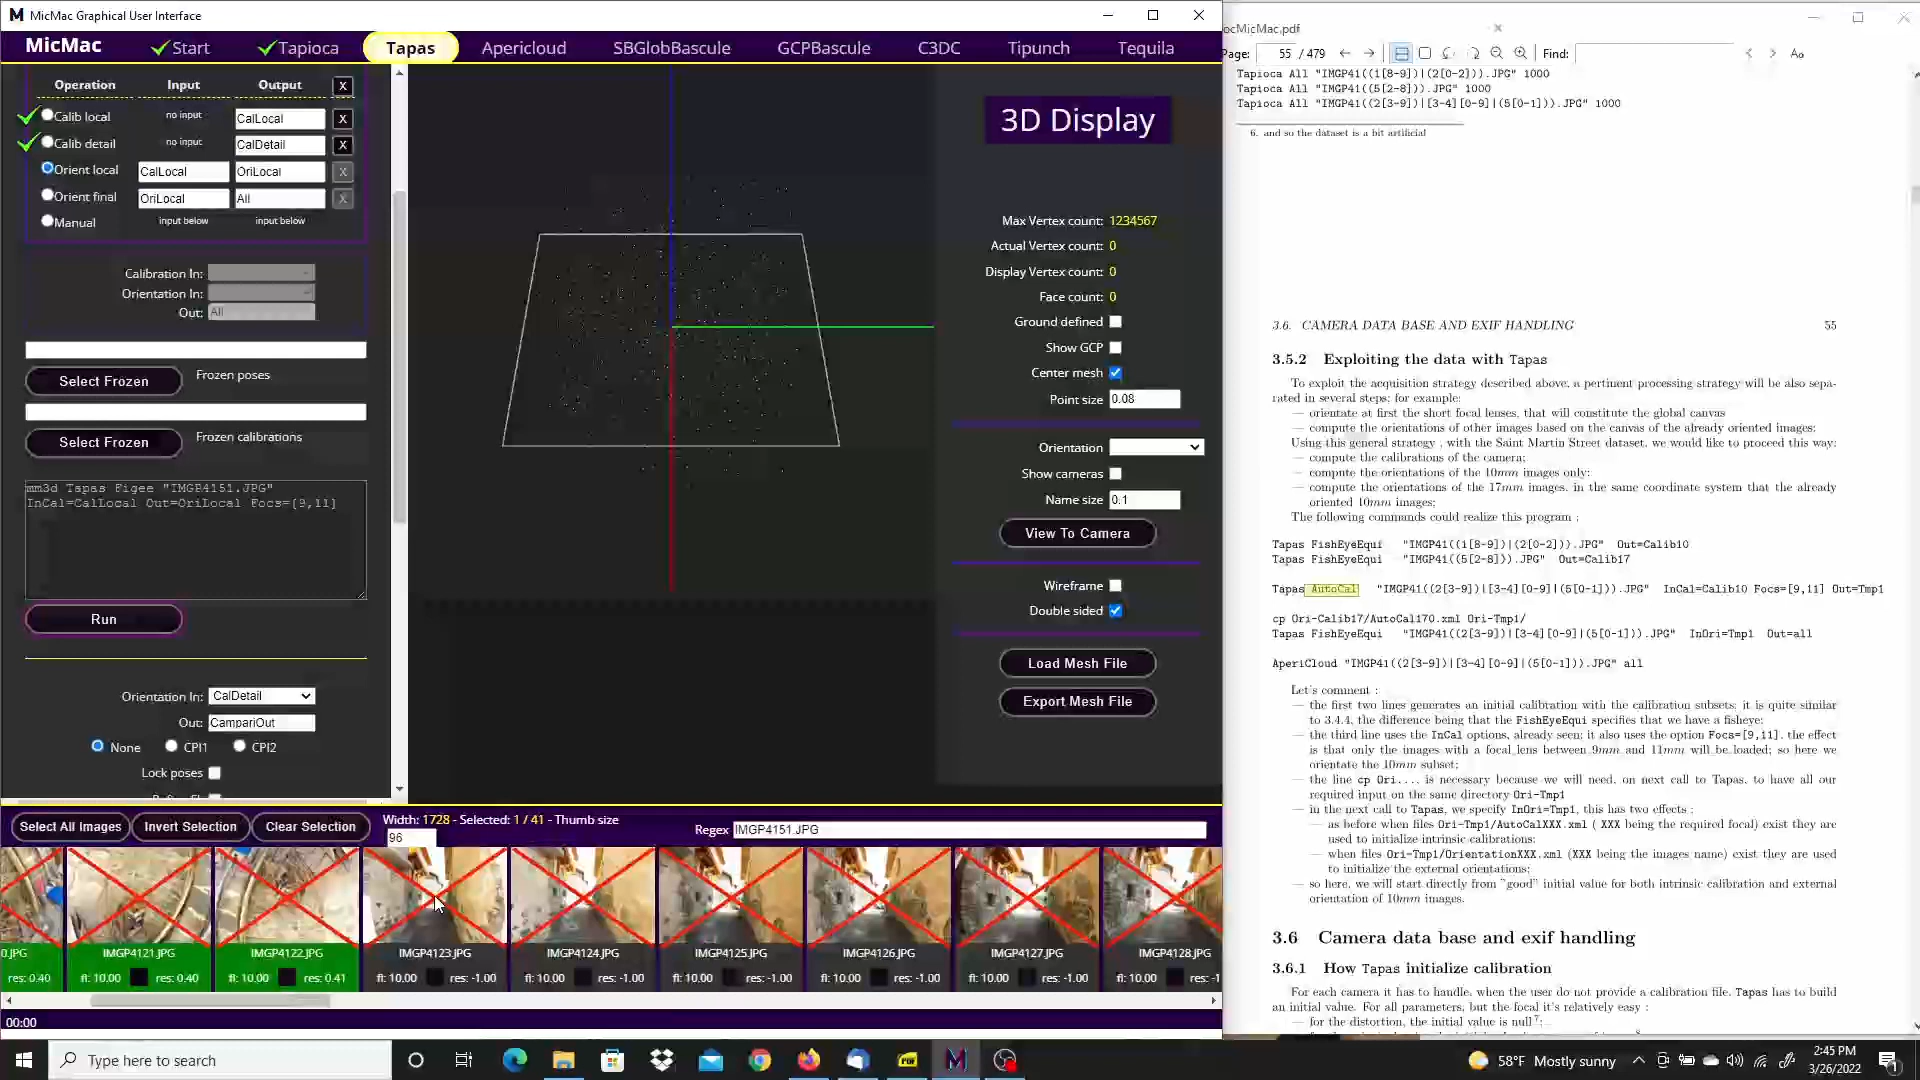 MicMac Graphical User Interface
MicMac Start Tapioca Tapas Apericloud SBGlobBascule GCPBascule C3DC Tipunch Tequila
Operation Input Output X
Calib local no input CalLocal X
Calib detail no input CalDetail X
Orient local CalLocal OriLocal X
Orient final OriLocal All X
Manual input below input below
Calibration In:
Orientation In:
Out: All
Select Frozen Frozen poses
Select Frozen Frozen calibrations
mm3d Tapas Figee "IMGP4151.JPG"
InCal=CalLocal Out=OriLocal Focs=[9,11]
Run
Orientation In: CalDetail
Out: CampariOut
None CPI1 CPI2
Lock poses
3D Display
Max Vertex count: 1234567
Actual Vertex count: 0
Display Vertex count: 0
Face count: 0
Ground defined
Show GCP
Center mesh
Point size 0.08
Orientation
Show cameras
Name size 0.1
View To Camera
Wireframe
Double sided
Load Mesh File
Export Mesh File
Select All Images Invert Selection Clear Selection Width: 1728 - Selected: 1 / 41 - Thumb size
96
Regex IMGP4151.JPG
0.JPG IMGP4121.JPG IMGP4122.JPG IMGP4123.JPG IMGP4124.JPG IMGP4125.JPG IMGP4126.JPG IMGP4127.JPG IMGP4128.JPG
res: 0.40 fl: 10.00 res: 0.40 fl: 10.00 res: 0.41 fl: 10.00 res: -1.00 fl: 10.00 res: -1.00 fl: 10.00 res: -1.00 fl: 10.00 res: -1.00 fl: 10.00 res: -1.00 fl: 10.00 res: -1
00:00
ocMicMac.pdf
Page: 55 / 479 Find:
Tapioca All "IMGP41((1[8-9])|(2[0-2])).JPG" 1000
Tapioca All "IMGP41((5[2-8])).JPG" 1000
Tapioca All "IMGP41((2[3-9])|[3-4][0-9]|(5[0-1])).JPG" 1000
6. and so the dataset is a bit artificial
3.6. CAMERA DATA BASE AND EXIF HANDLING 55
3.5.2 Exploiting the data with Tapas
To exploit the acquisition strategy described above, a pertinent processing strategy will be also sepa-
rated in several steps; for example:
— orientate at first the short focal lenses, that will constitute the global canvas
— compute the orientations of other images based on the canvas of the already oriented images;
Using this general strategy , with the Saint Martin Street dataset, we would like to proceed this way:
— compute the calibrations of the camera;
— compute the orientations of the 10mm images only;
— compute the orientations of the 17mm images, in the same coordinate system that the already
oriented 10mm images;
The following commands could realize this program ;
Tapas FishEyeEqui "IMGP41((1[8-9])|(2[0-2])).JPG" Out=Calib10
Tapas FishEyeEqui "IMGP41((5[2-8])).JPG" Out=Calib17
Tapas AutoCal "IMGP41((2[3-9])|[3-4][0-9]|(5[0-1])).JPG" InCal=Calib10 Focs=[9,11] Out=Tmp1
cp Ori-Calib17/AutoCal170.xml Ori-Tmp1/
Tapas FishEyeEqui "IMGP41((2[3-9])|[3-4][0-9]|(5[0-1])).JPG" InOri=Tmp1 Out=all
AperiCloud "IMGP41((2[3-9])|[3-4][0-9]|(5[0-1])).JPG" all
Let's comment :
— the first two lines generates an initial calibration with the calibration subsets; it is quite similar
to 3.4.4, the difference being that the FishEyeEqui specifies that we have a fisheye;
— the third line uses the InCal options, already seen; it also uses the option Focs=[9,11], the effect
is that only the images with a focal lens between 9mm and 11mm will be loaded; so here we
orientate the 10mm subset;
— the line cp Ori.... is necessary because we will need, on next call to Tapas, to have all our
required input on the same directory Ori-Tmp1
— in the next call to Tapas, we specify InOri=Tmp1, this has two effects :
— as before when files Ori-Tmp1/AutoCalXXX.xml ( XXX being the required focal) exist they are
used to initialize intrinsic calibrations;
— when files Ori-Tmp1/OrientationXXX.xml (XXX being the images name) exist they are used
to initialize the external orientations;
— so here, we will start directly from "good" initial value for both intrinsic calibration and external
orientation of 10mm images.
3.6 Camera data base and exif handling
3.6.1 How Tapas initialize calibration
For each camera it has to handle, when the user do not provide a calibration file, Tapas has to build
an initial value. For all parameters, but the focal it's relatively easy :
— for the distortion, the initial value is null7;
Type here to search
58°F Mostly sunny
2:45 PM
3/26/2022
1